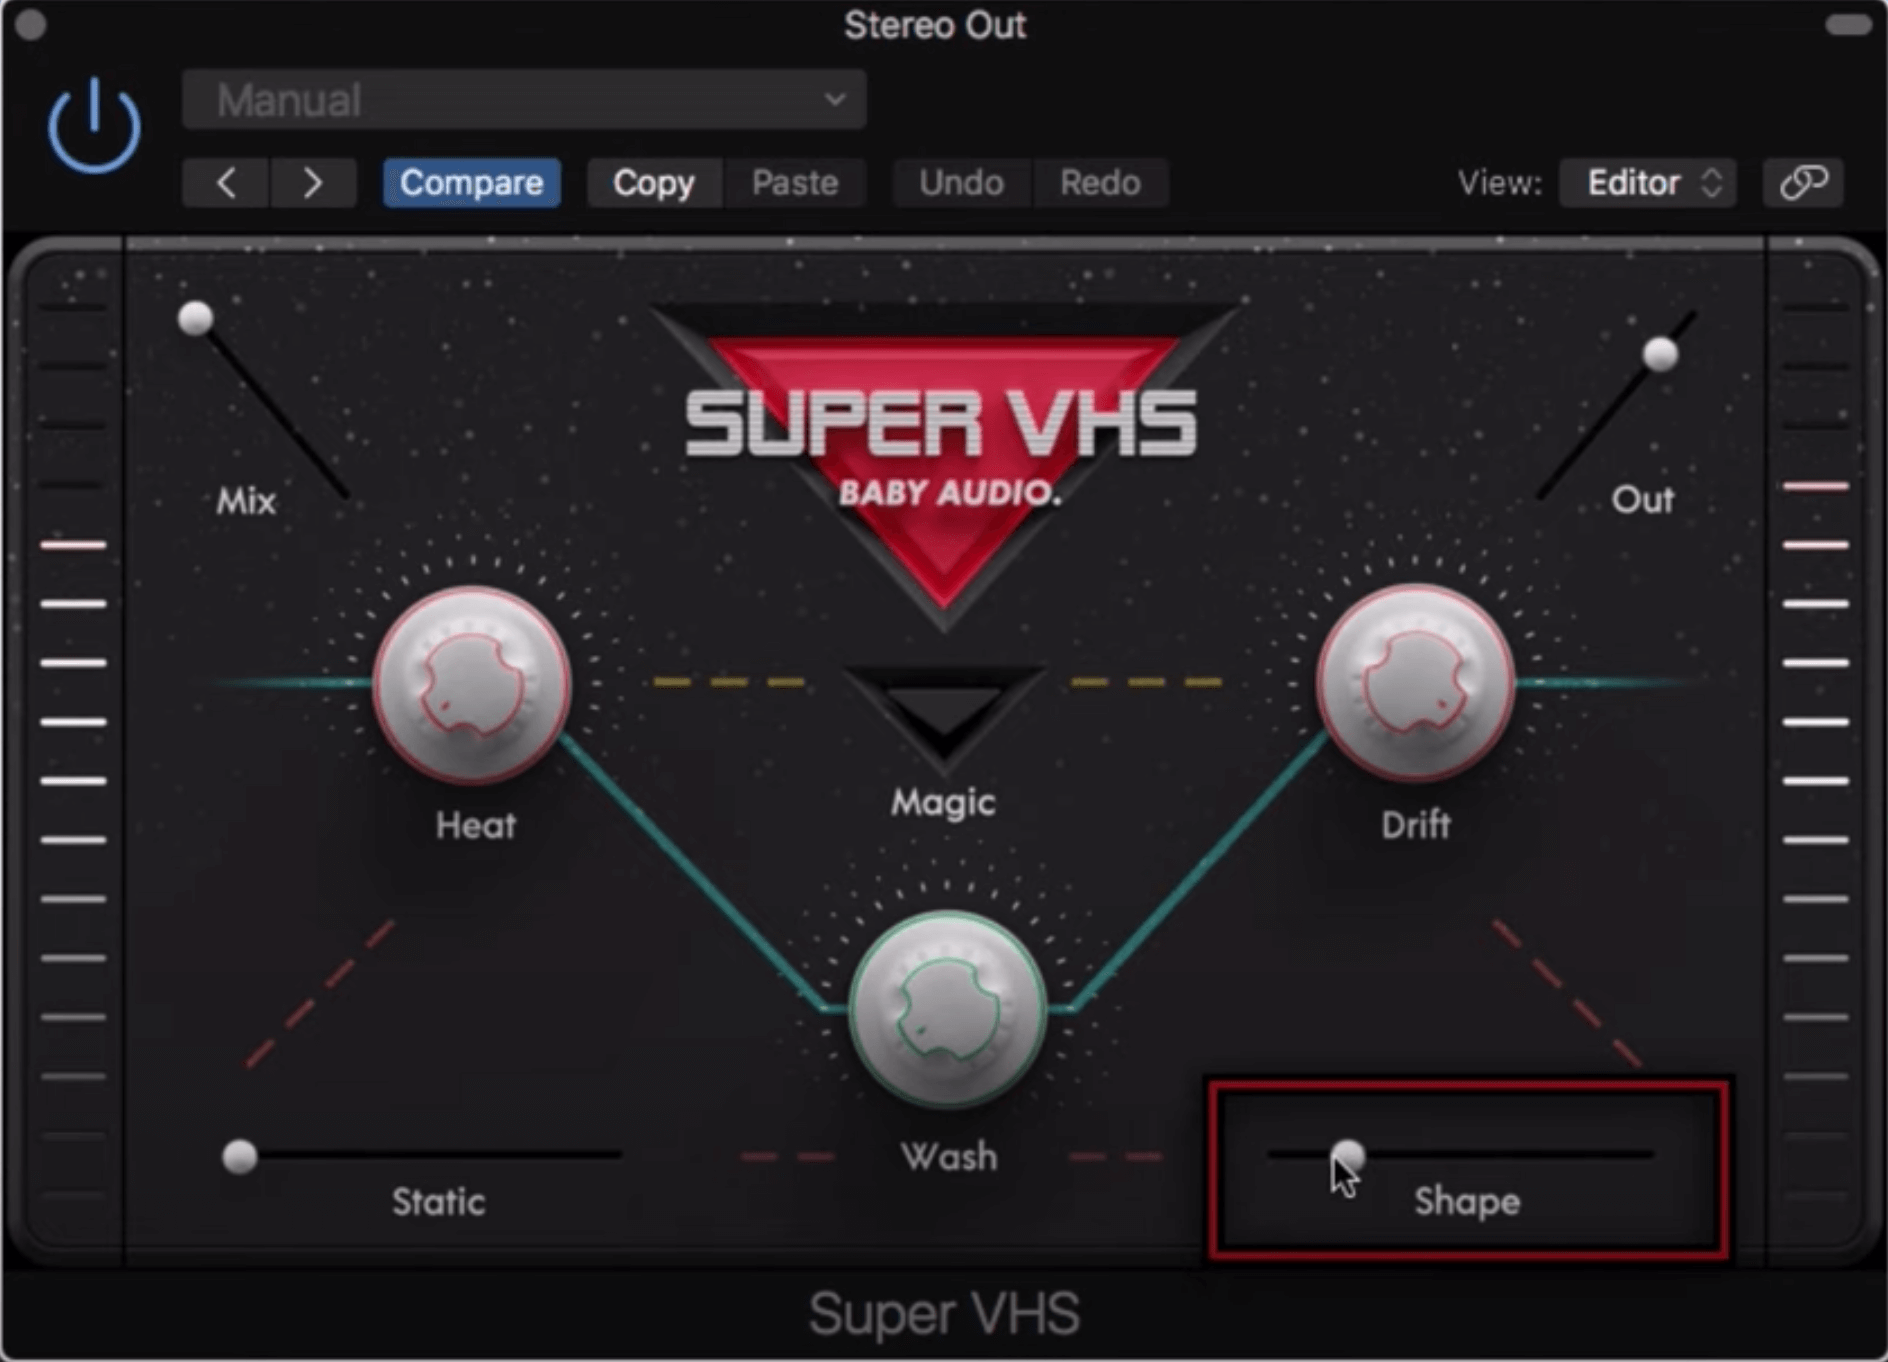 Stereo Out
Manual
Compare Copy Paste Undo Redo View: Editor
SUPER VHS
BABY AUDIO.
Mix
Out
Heat
Magic
Drift
Wash
Static
Shape
Super VHS